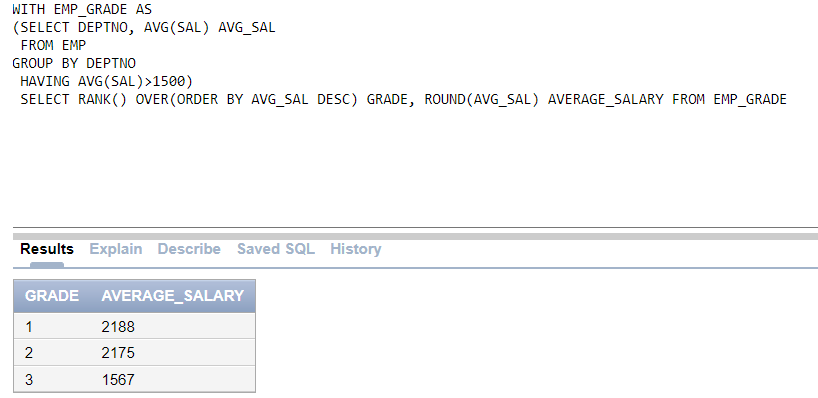 WITH EMP_GRADE AS
(SELECT DEPTNO, AVG(SAL) AVG_SAL
FROM EMP
GROUP BY DEPTNO
HAVING AVG(SAL)>1500)
SELECT RANK() OVER(ORDER BY AVG_SAL DESC) GRADE, ROUND(AVG_SAL) AVERAGE_SALARY FROM EMP_GRADE
Results Explain Describe Saved SQL History
GRADE AVERAGE_SALARY
1 2188
2 2175
3 1567